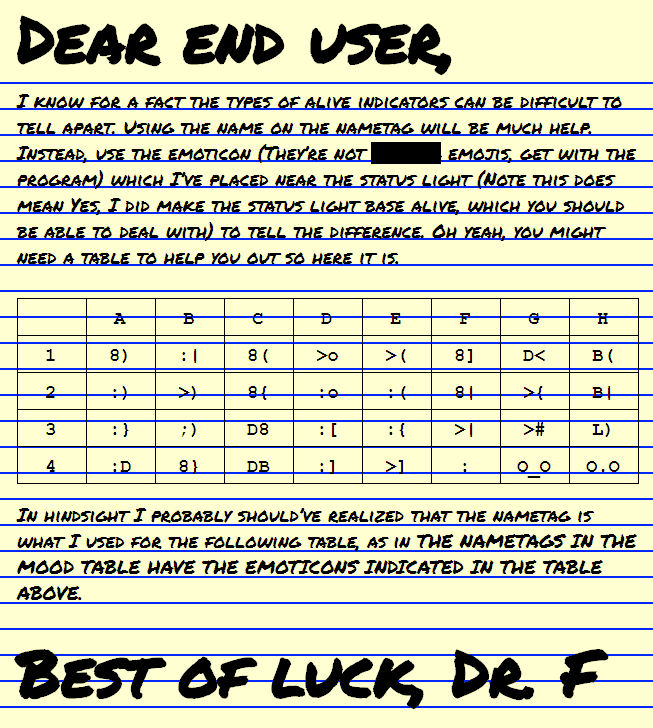 DEAR END USER,
I KNOW FOR A FACT THE TYPES OF ALIVE INDICATORS CAN BE DIFFICULT TO
TELL APART. USING THE NAME ON THE NAMETAG WILL BE MUCH HELP.
INSTEAD, USE THE EMOTICON (THEY'RE NOT EMOJIS, GET WITH THE
PROGRAM) WHICH I'VE PLACED NEAR THE STATUS LIGHT (NOTE THIS DOES
MEAN YES, I DID MAKE THE STATUS LIGHT BASE ALIVE, WHICH YOU SHOULD
BE ABLE TO DEAL WITH) TO TELL THE DIFFERENCE. OH YEAH, YOU MIGHT
NEED A TABLE TO HELP YOU OUT SO HERE IT IS.
A B C D E F G H
1 8) :| 8( >o >( 8] D< B(
2 :) >) 8{ :o :( 8| >{ B|
3 :} ;) D8 :[ :{ >| ># L)
4 :D 8} DB :] >] : O_O O.O
IN HINDSIGHT I PROBABLY SHOULD'VE REALIZED THAT THE NAMETAG IS
WHAT I USED FOR THE FOLLOWING TABLE, AS IN THE NAMETAGS IN THE
MOOD TABLE HAVE THE EMOTICONS INDICATED IN THE TABLE
ABOVE.
BEST OF LUCK, DR. F